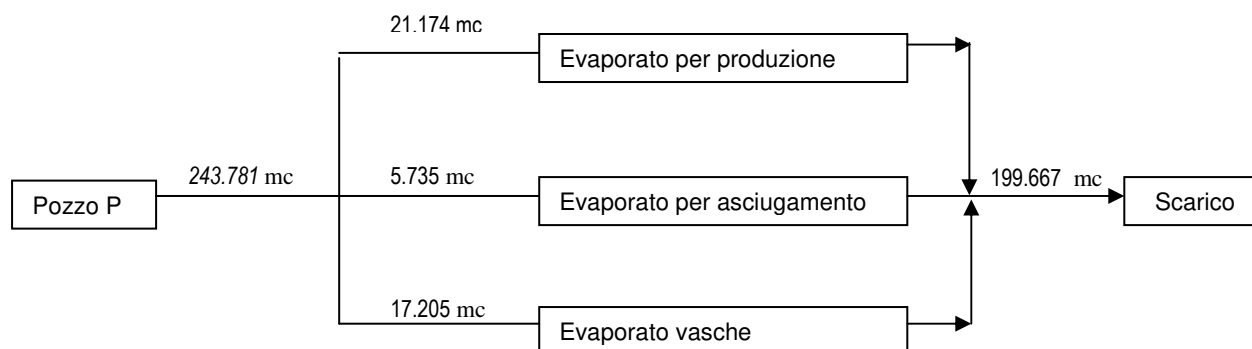 21.174 mc
Evaporato per produzione
243.781 mc
5.735 mc
199.667 mc
Pozzo P
Evaporato per asciugamento
Scarico
17.205 mc
Evaporato vasche